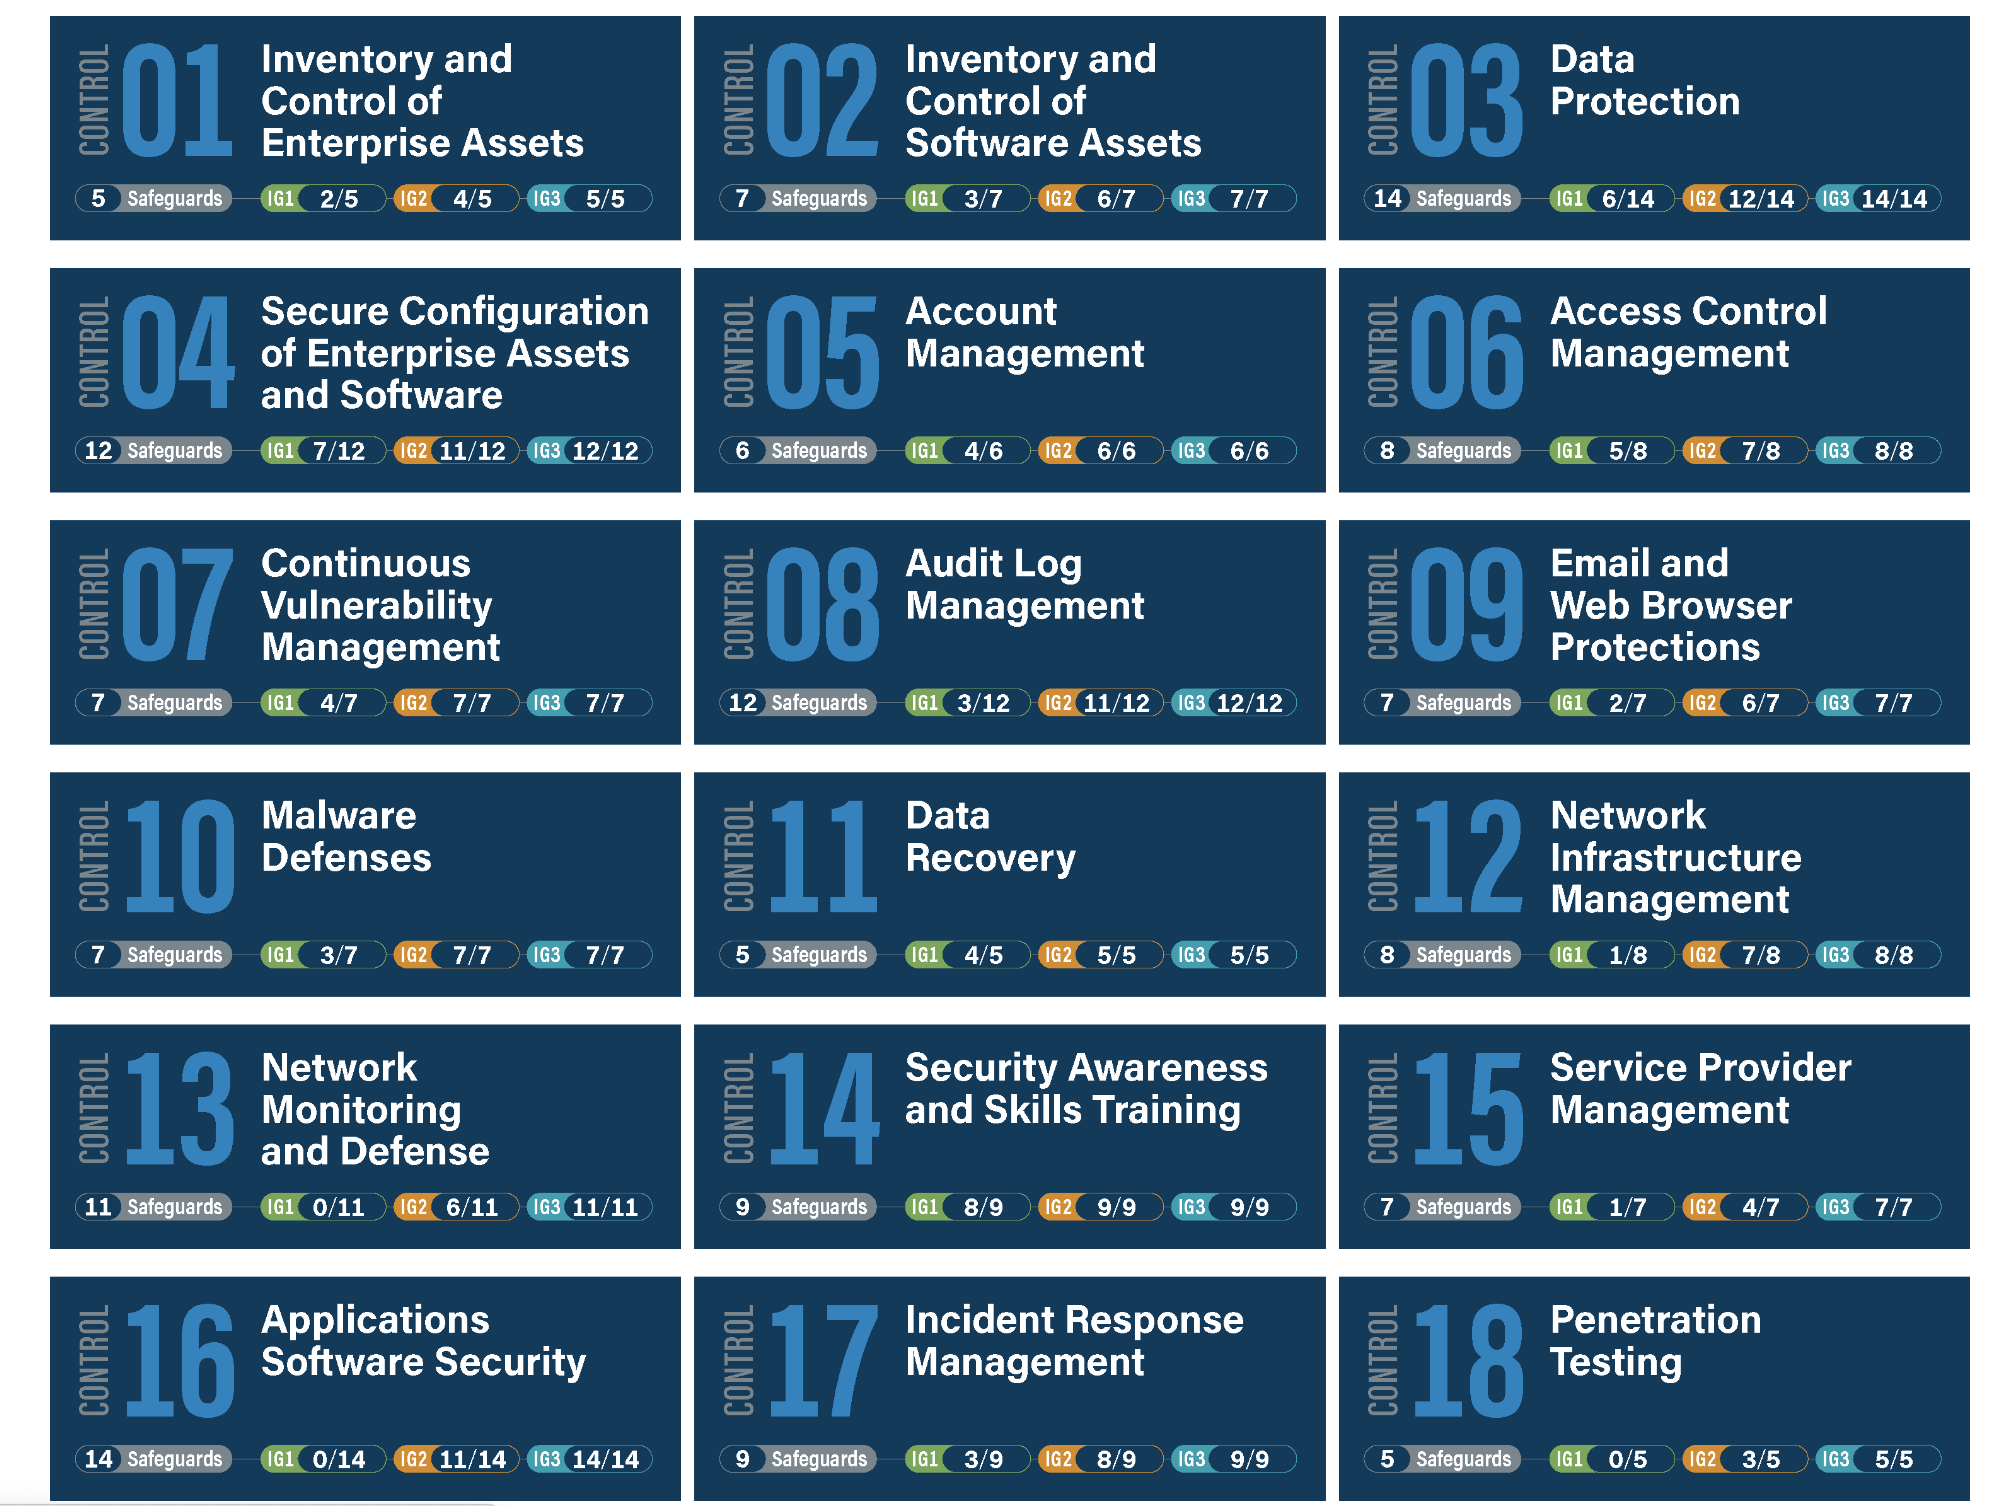 CONTROL 01
Inventory and
Control of
Enterprise Assets
5 Safeguards IG1 2/5 IG2 4/5 IG3 5/5
CONTROL 02
Inventory and
Control of
Software Assets
7 Safeguards IG1 3/7 IG2 6/7 IG3 7/7
CONTROL 03
Data
Protection
14 Safeguards IG1 6/14 IG2 12/14 IG3 14/14
CONTROL 04
Secure Configuration
of Enterprise Assets
and Software
12 Safeguards IG1 7/12 IG2 11/12 IG3 12/12
CONTROL 05
Account
Management
6 Safeguards IG1 4/6 IG2 6/6 IG3 6/6
CONTROL 06
Access Control
Management
8 Safeguards IG1 5/8 IG2 7/8 IG3 8/8
CONTROL 07
Continuous
Vulnerability
Management
7 Safeguards IG1 4/7 IG2 7/7 IG3 7/7
CONTROL 08
Audit Log
Management
12 Safeguards IG1 3/12 IG2 11/12 IG3 12/12
CONTROL 09
Email and
Web Browser
Protections
7 Safeguards IG1 2/7 IG2 6/7 IG3 7/7
CONTROL 10
Malware
Defenses
7 Safeguards IG1 3/7 IG2 7/7 IG3 7/7
CONTROL 11
Data
Recovery
5 Safeguards IG1 4/5 IG2 5/5 IG3 5/5
CONTROL 12
Network
Infrastructure
Management
8 Safeguards IG1 1/8 IG2 7/8 IG3 8/8
CONTROL 13
Network
Monitoring
and Defense
11 Safeguards IG1 0/11 IG2 6/11 IG3 11/11
CONTROL 14
Security Awareness
and Skills Training
9 Safeguards IG1 8/9 IG2 9/9 IG3 9/9
CONTROL 15
Service Provider
Management
7 Safeguards IG1 1/7 IG2 4/7 IG3 7/7
CONTROL 16
Applications
Software Security
14 Safeguards IG1 0/14 IG2 11/14 IG3 14/14
CONTROL 17
Incident Response
Management
9 Safeguards IG1 3/9 IG2 8/9 IG3 9/9
CONTROL 18
Penetration
Testing
5 Safeguards IG1 0/5 IG2 3/5 IG3 5/5